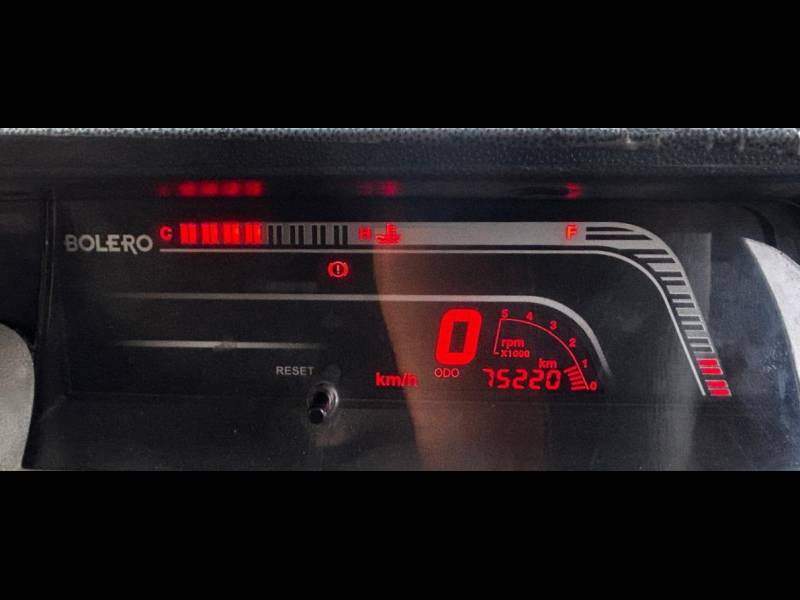 BOLERO
C H F
0
5 4 3 2 1 0
rpm
X1000
RESET
km/h
ODO
75220 km